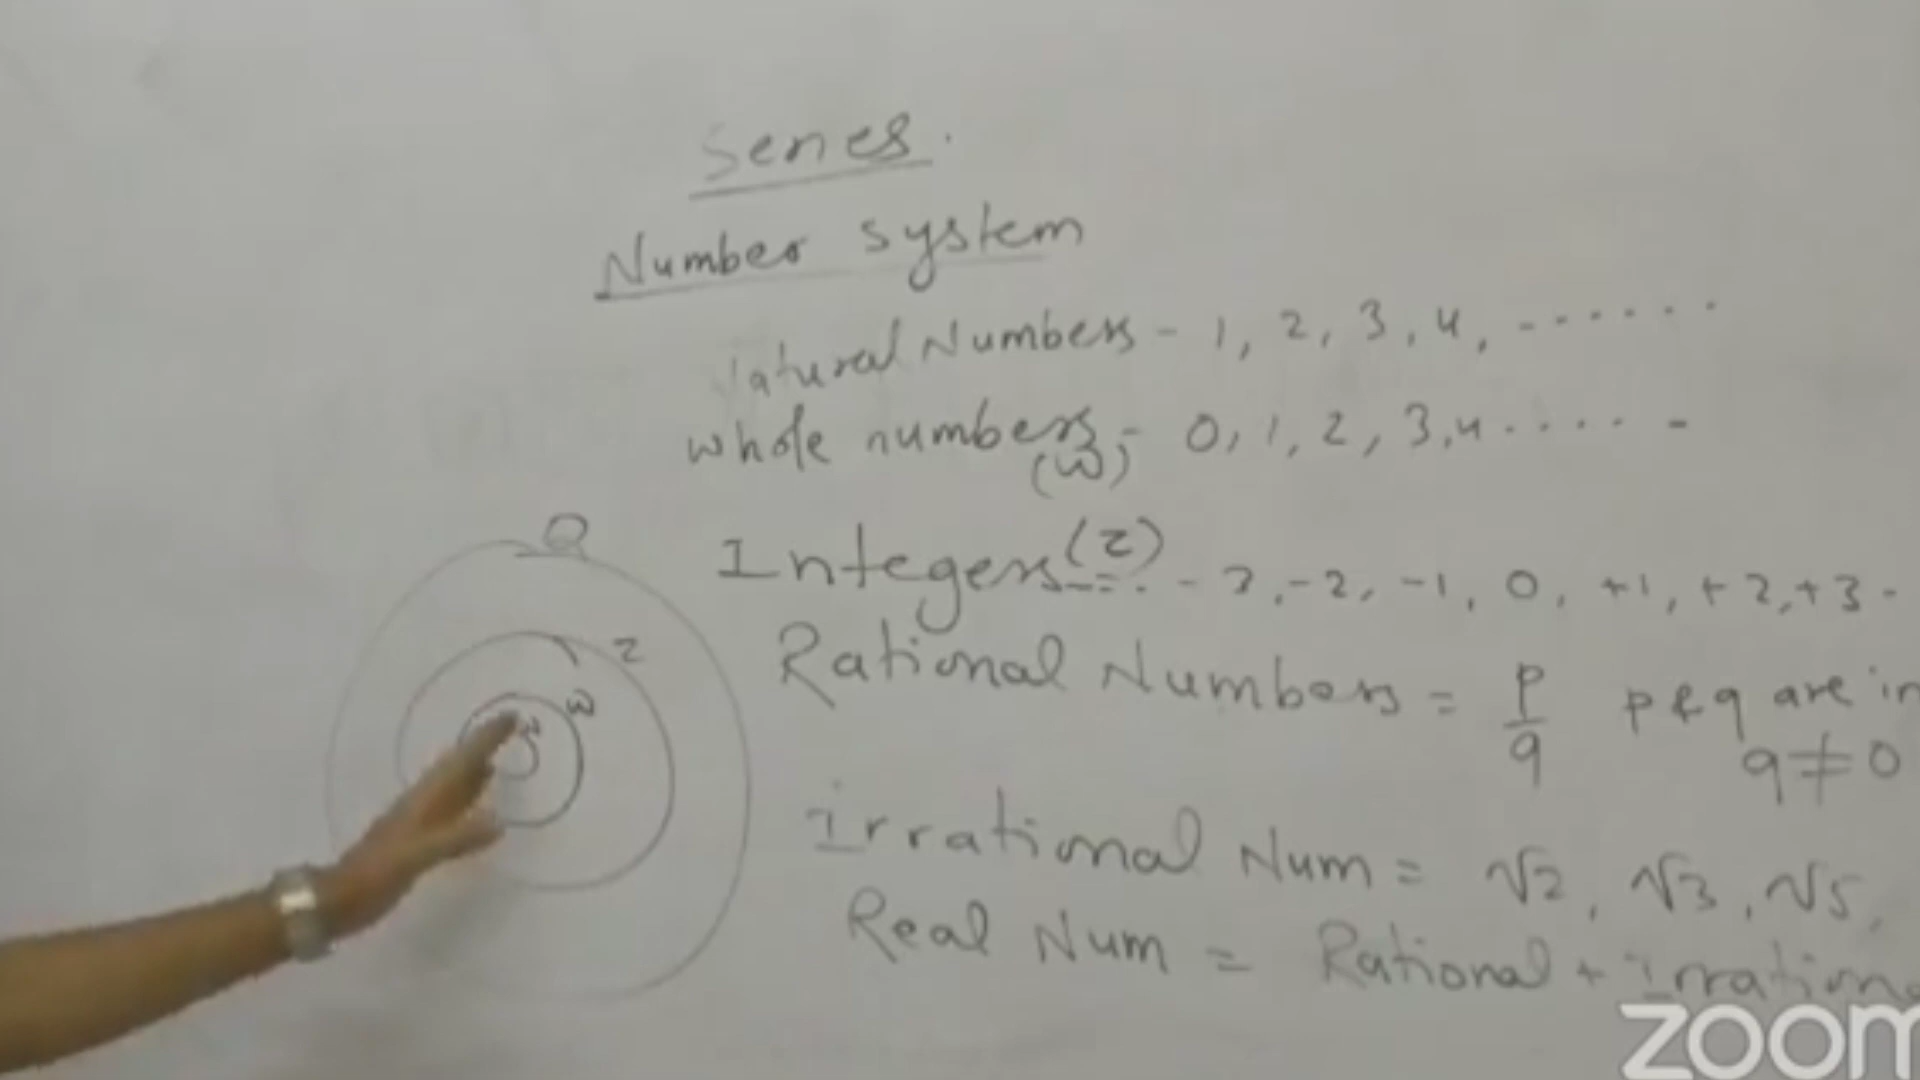 Series.
Number system
Natural Numbers - 1, 2, 3, 4, - ......
whole numbers - 0, 1, 2, 3, 4 ..... -
(W)
Integers (Z) = - 3, -2, -1, 0, +1, +2, +3 -
Rational Numbers = p/q p & q are in
q ≠ 0
Irrational Num = √2, √3, √5,
Real Num = Rational + Irrationa
Q
Z
W
N
zoom